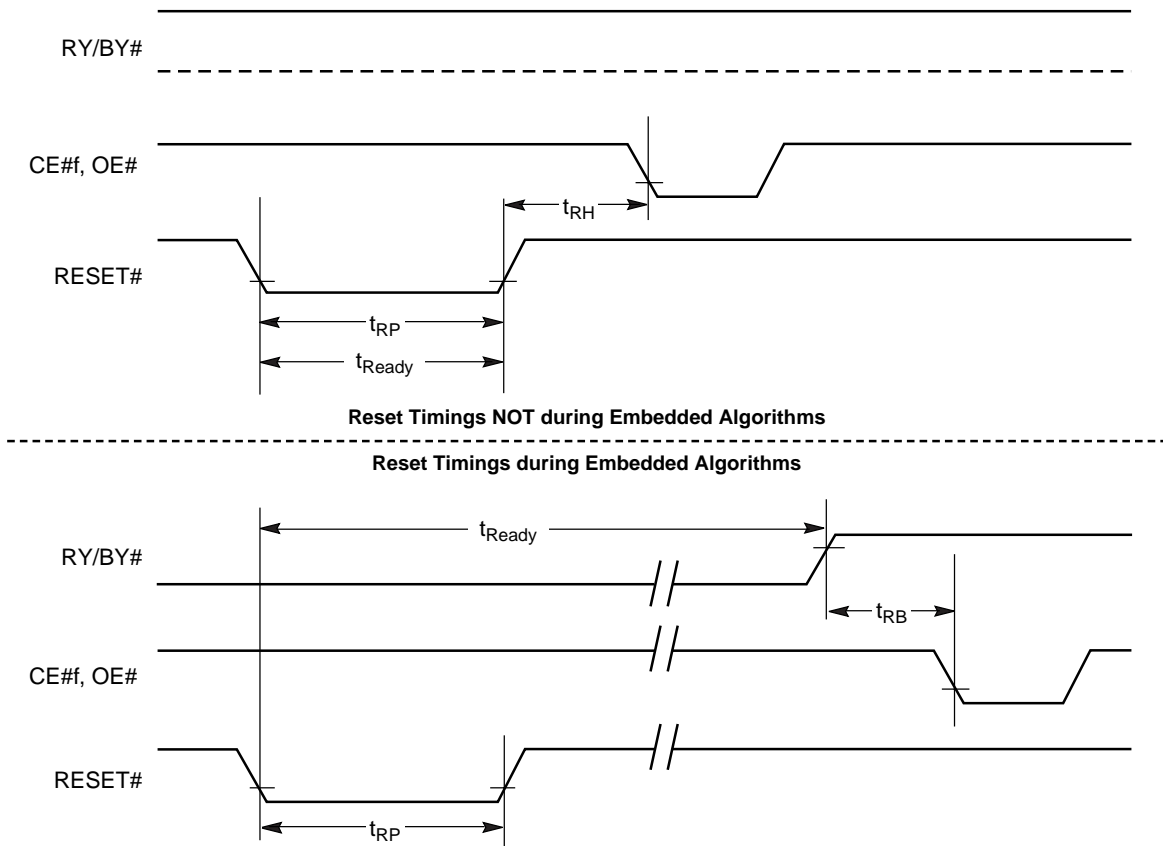 RY/BY#
CE#f, OE#
tRH
RESET#
tRP
tReady
Reset Timings NOT during Embedded Algorithms
Reset Timings during Embedded Algorithms
tReady
RY/BY#
tRB
CE#f, OE#
RESET#
tRP